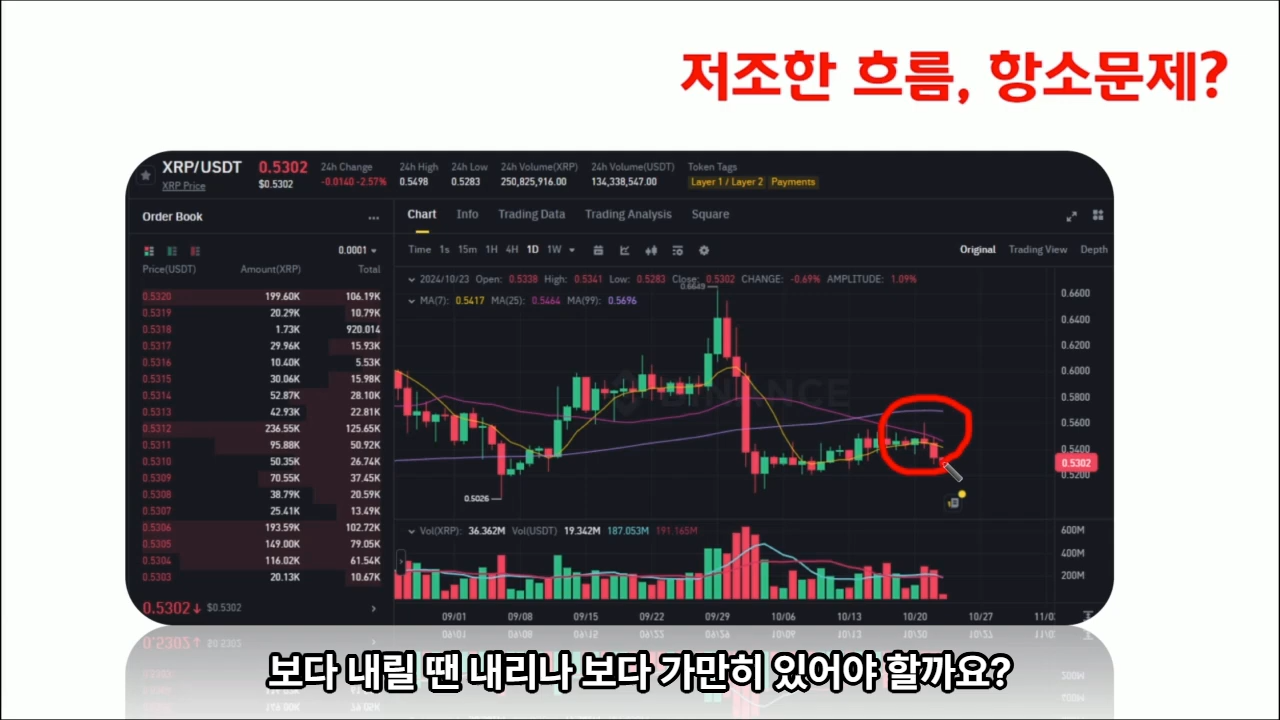 저조한 흐름, 항소문제?
XRP/USDT 0.5302 24h Change 24h High 24h Low 24h Volume(XRP) 24h Volume(USDT) Token Tags
XRP Price $0.5302 -0.0140 -2.57% 0.5498 0.5283 250,825,916.00 134,338,547.00 Layer 1 / Layer 2 Payments
Order Book
Chart Info Trading Data Trading Analysis Square
0.0001
Time 1s 15m 1H 4H 1D 1W Original Trading View Depth
Price(USDT) Amount(XRP) Total
0.5320 199.60K 106.19K
0.5319 20.29K 10.79K
0.5318 1.73K 920.014
0.5317 29.96K 15.93K
0.5316 10.40K 5.53K
0.5315 30.06K 15.98K
0.5314 52.87K 28.10K
0.5313 42.93K 22.81K
0.5312 236.55K 125.65K
0.5311 95.88K 50.92K
0.5310 50.35K 26.74K
0.5309 70.55K 37.45K
0.5308 38.79K 20.59K
0.5307 25.41K 13.49K
0.5306 193.59K 102.72K
0.5305 149.00K 79.05K
0.5304 116.02K 61.54K
0.5303 20.13K 10.67K
0.5302↓ $0.5302
2024/10/23 Open: 0.5338 High: 0.5341 Low: 0.5283 Close: 0.5302 CHANGE: -0.69% AMPLITUDE: 1.09%
0.6649
MA(7): 0.5417 MA(25): 0.5464 MA(99): 0.5696
0.6600
0.6400
0.6200
0.6000
0.5800
0.5600
0.5400
0.5302
0.5200
BINANCE
0.5026
Vol(XRP): 36.362M Vol(USDT) 19.342M 187.053M 191.165M
600M
400M
200M
09/01 09/08 09/15 09/22 09/29 10/06 10/13 10/20 10/27
보다 내릴 땐 내리나 보다 가만히 있어야 할까요?